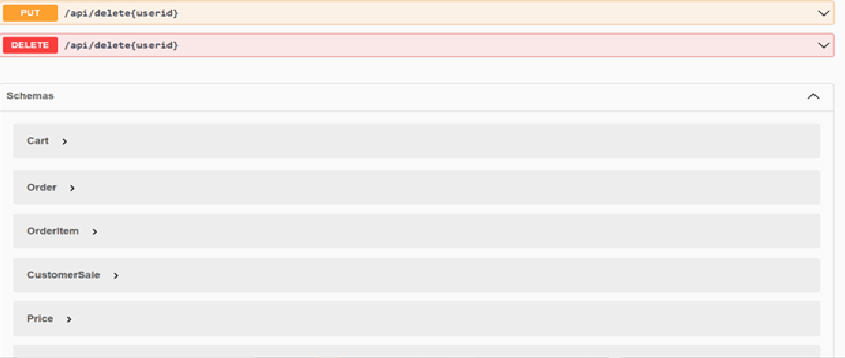 PUT /api/delete{userid}
DELETE /api/delete{userid}
Schemas
Cart
Order
OrderItem
CustomerSale
Price